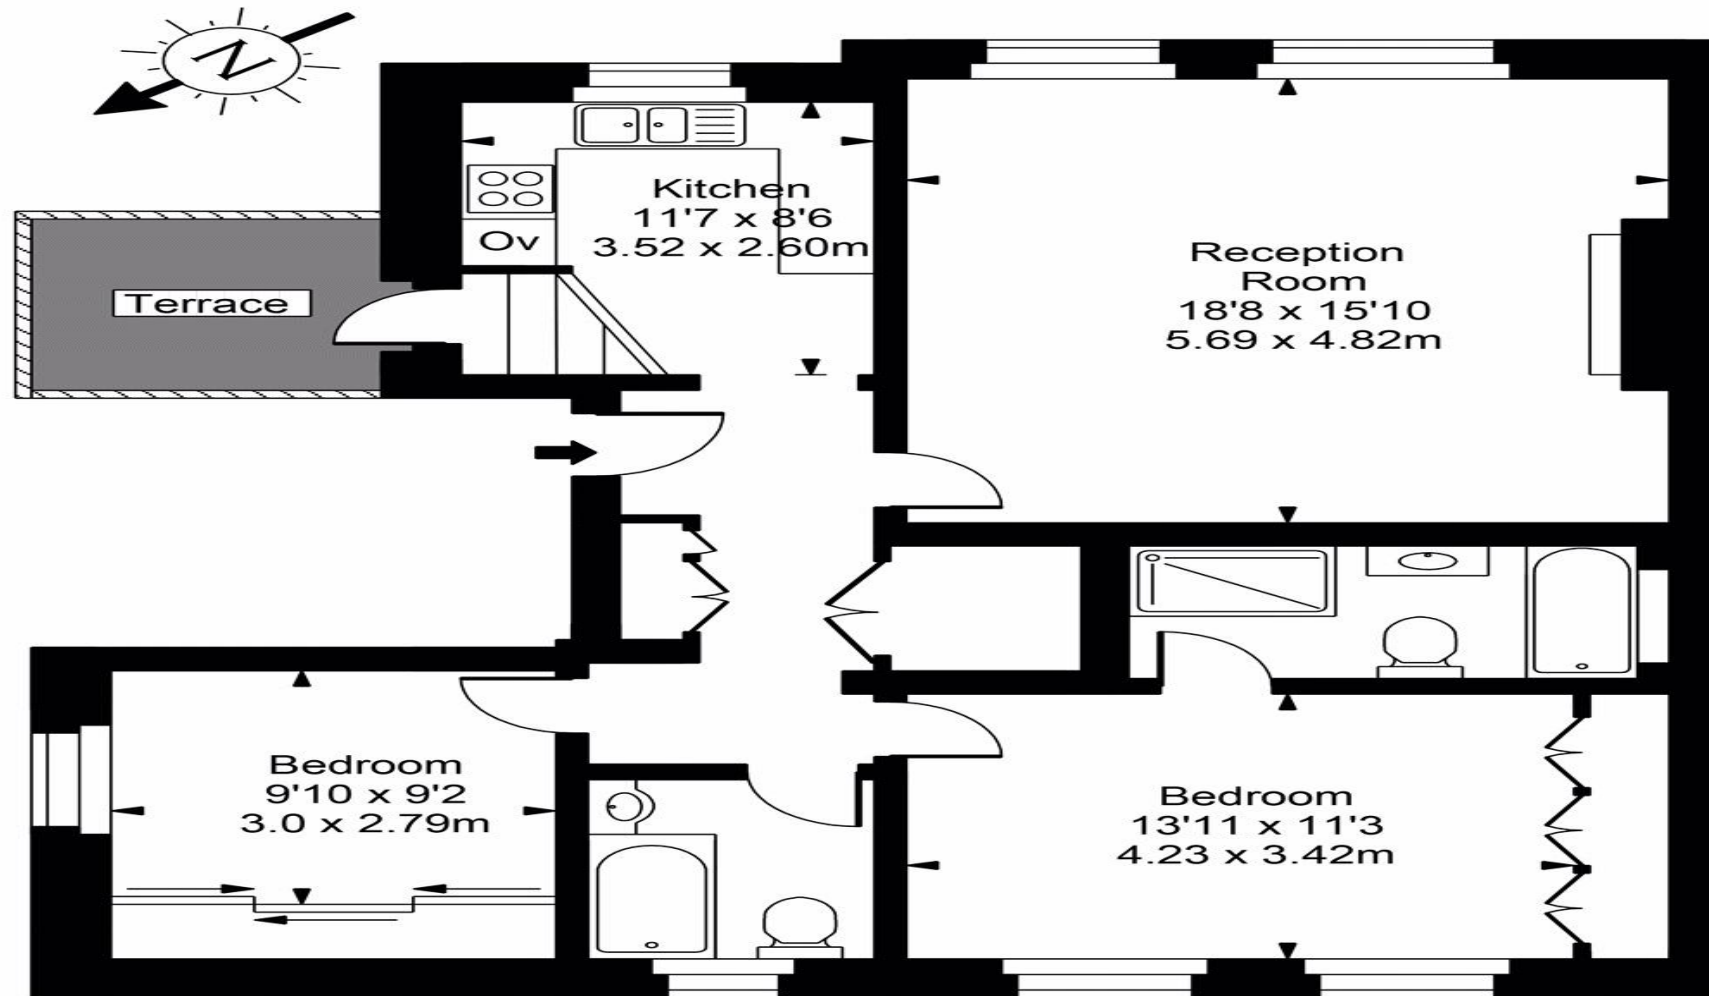 N
Kitchen
11'7 x 8'6
3.52 x 2.60m
Ov
Terrace
Reception
Room
18'8 x 15'10
5.69 x 4.82m
Bedroom
9'10 x 9'2
3.0 x 2.79m
Bedroom
13'11 x 11'3
4.23 x 3.42m